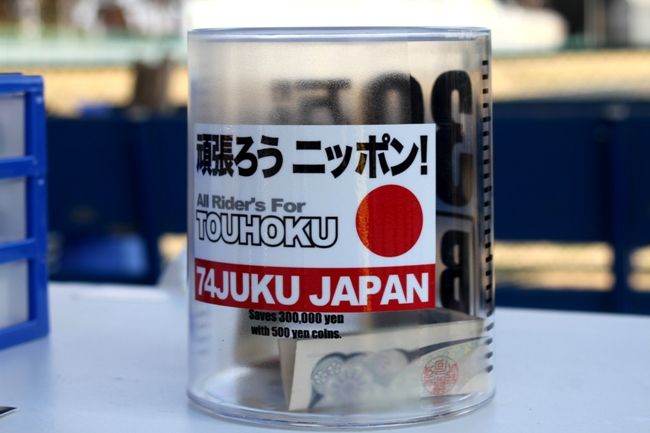 頑張ろう ニッポン!
All Rider's For
TOUHOKU
74JUKU JAPAN
Saves 300,000 yen
with 500 yen coins.